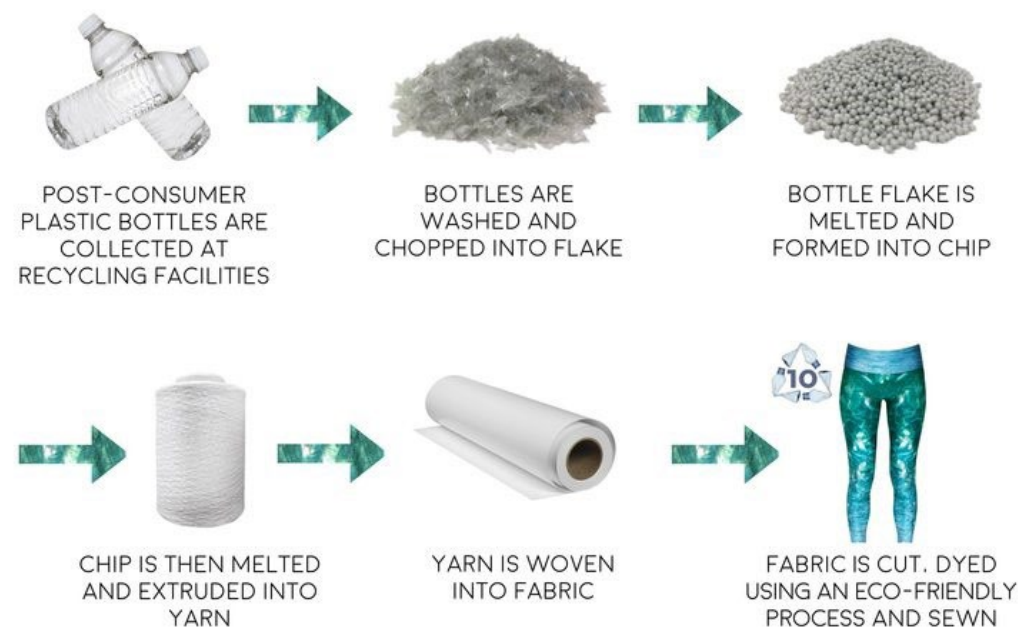 POST-CONSUMER
PLASTIC BOTTLES ARE
COLLECTED AT
RECYCLING FACILITIES
BOTTLES ARE
WASHED AND
CHOPPED INTO FLAKE
BOTTLE FLAKE IS
MELTED AND
FORMED INTO CHIP
10
CHIP IS THEN MELTED
AND EXTRUDED INTO
YARN
YARN IS WOVEN
INTO FABRIC
FABRIC IS CUT. DYED
USING AN ECO-FRIENDLY
PROCESS AND SEWN